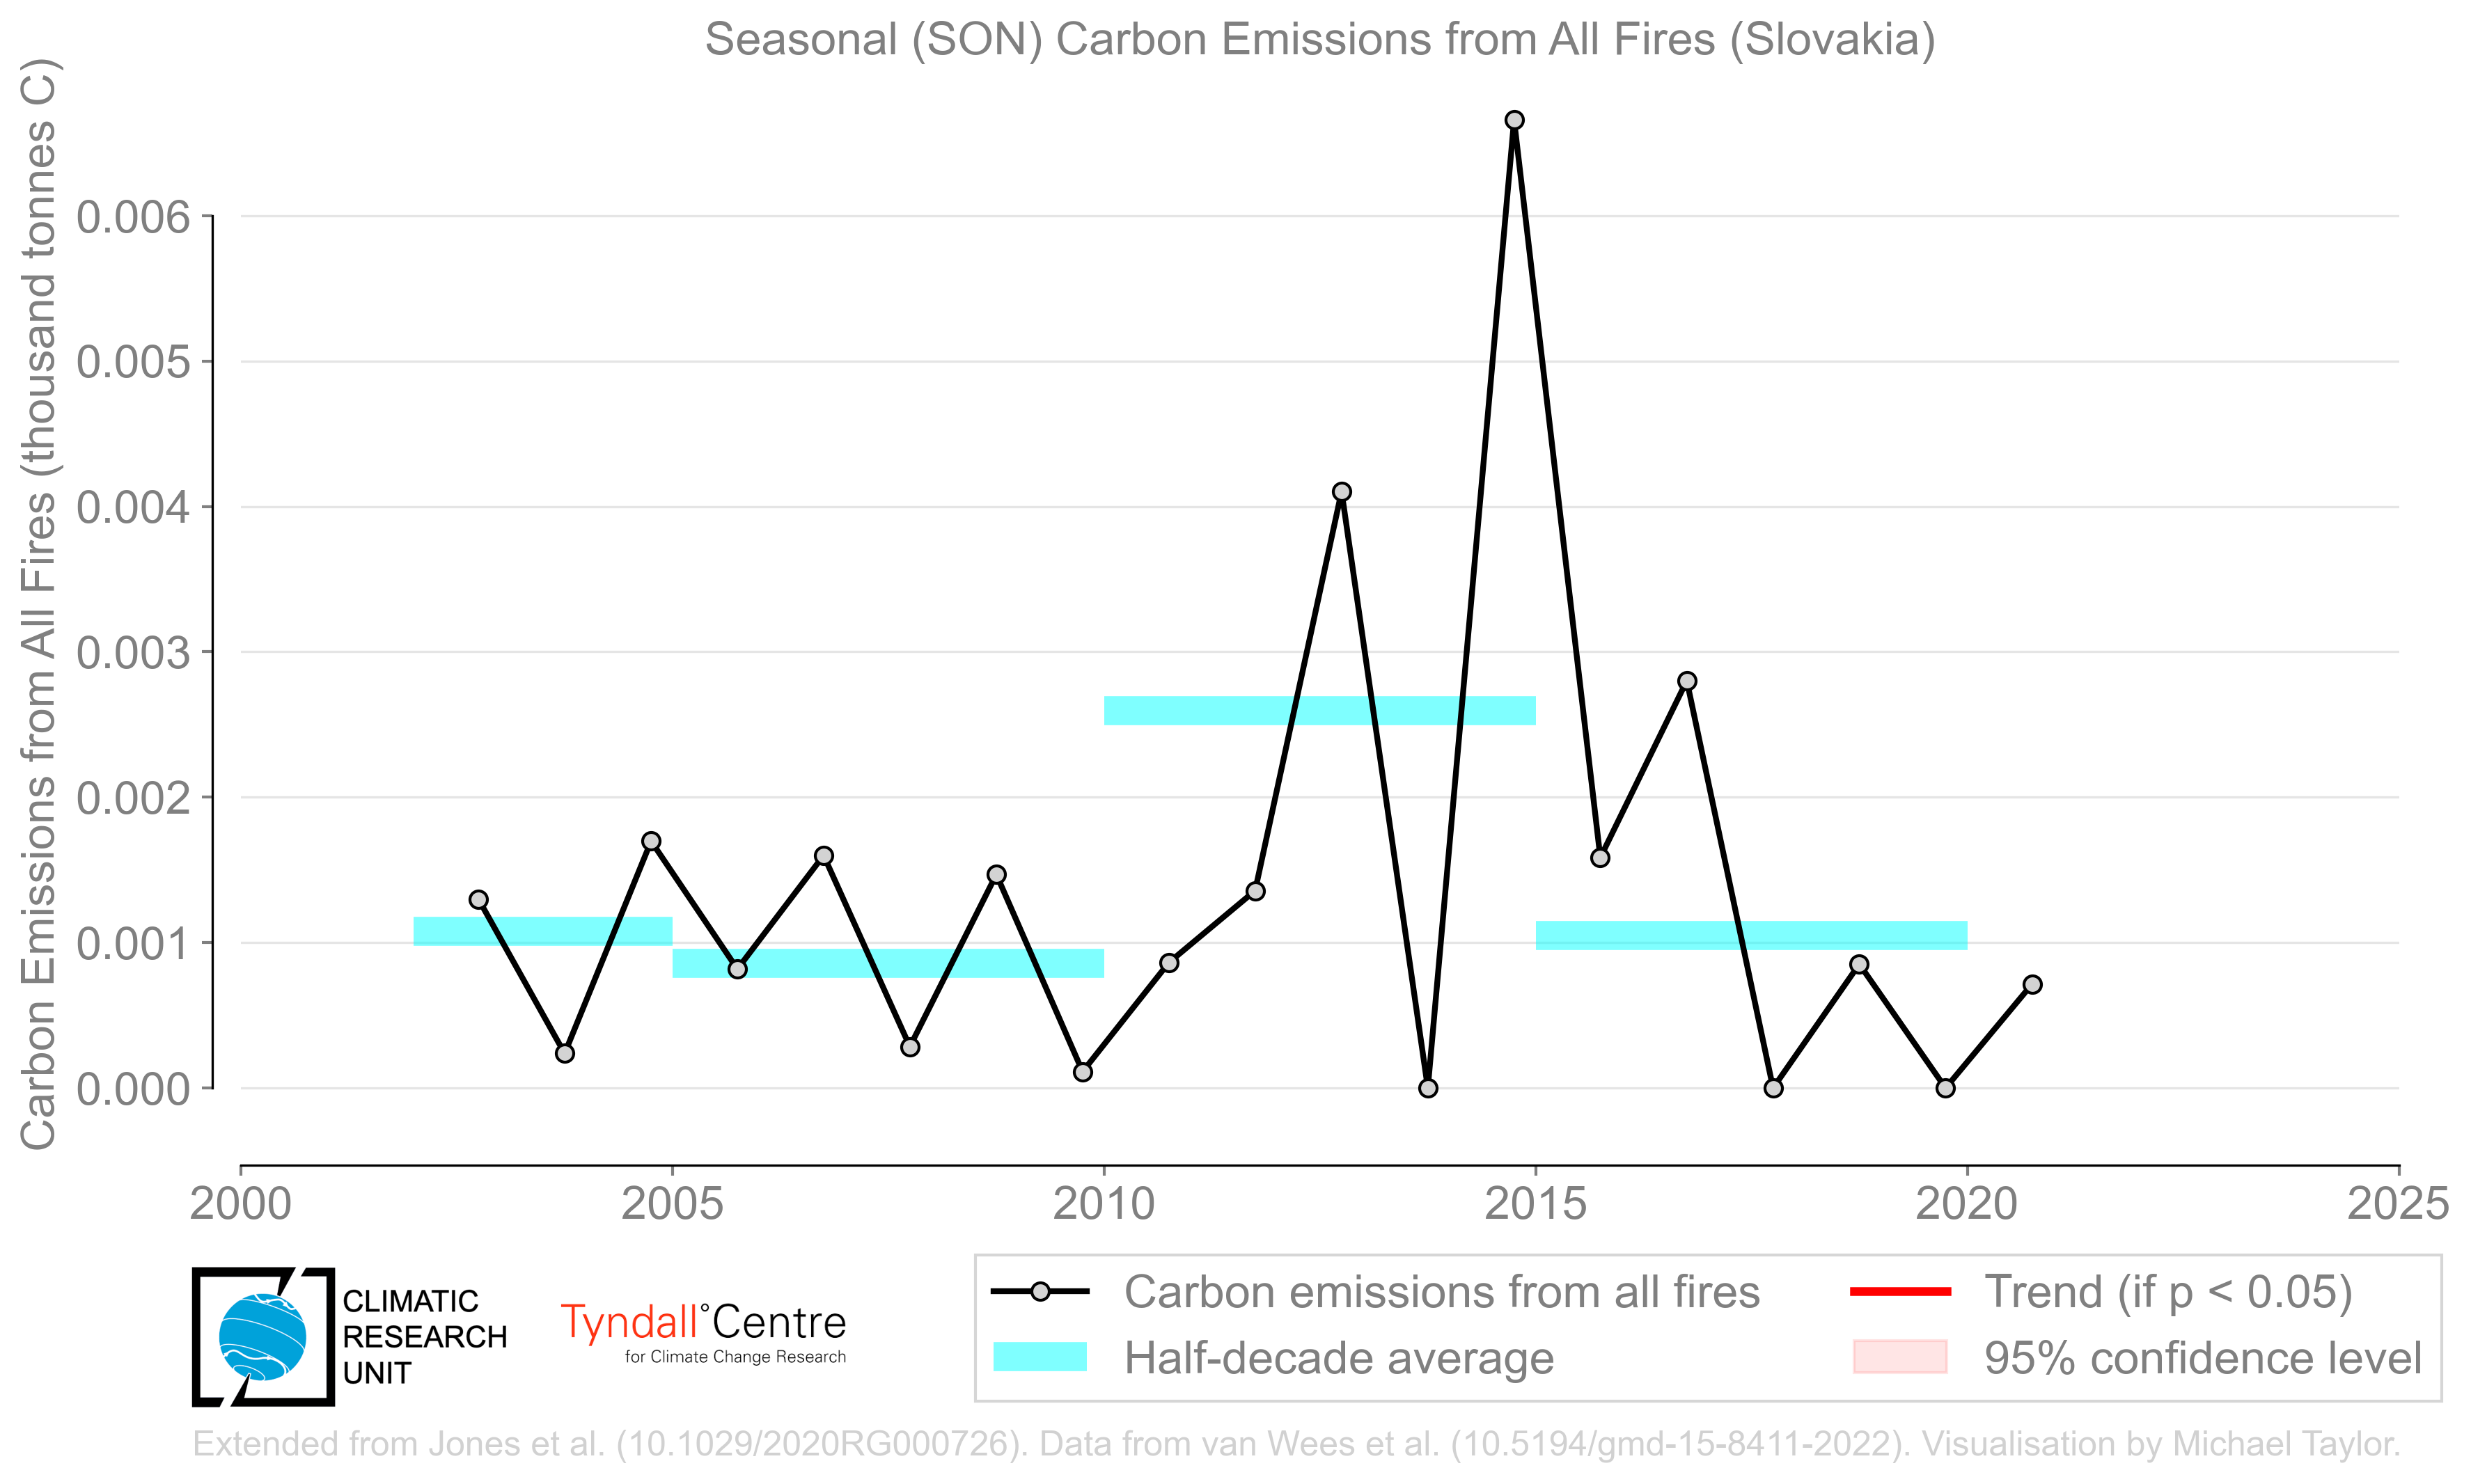 Seasonal (SON) Carbon Emissions from All Fires (Slovakia)
Carbon Emissions from All Fires (thousand tonnes C)
0.006
0.005
0.004
0.003
0.002
0.001
0.000
2000 2005 2010 2015 2020 2025
CLIMATIC
RESEARCH
UNIT
Tyndall°Centre
for Climate Change Research
Carbon emissions from all fires
Half-decade average
Trend (if p < 0.05)
95% confidence level
Extended from Jones et al. (10.1029/2020RG000726). Data from van Wees et al. (10.5194/gmd-15-8411-2022). Visualisation by Michael Taylor.